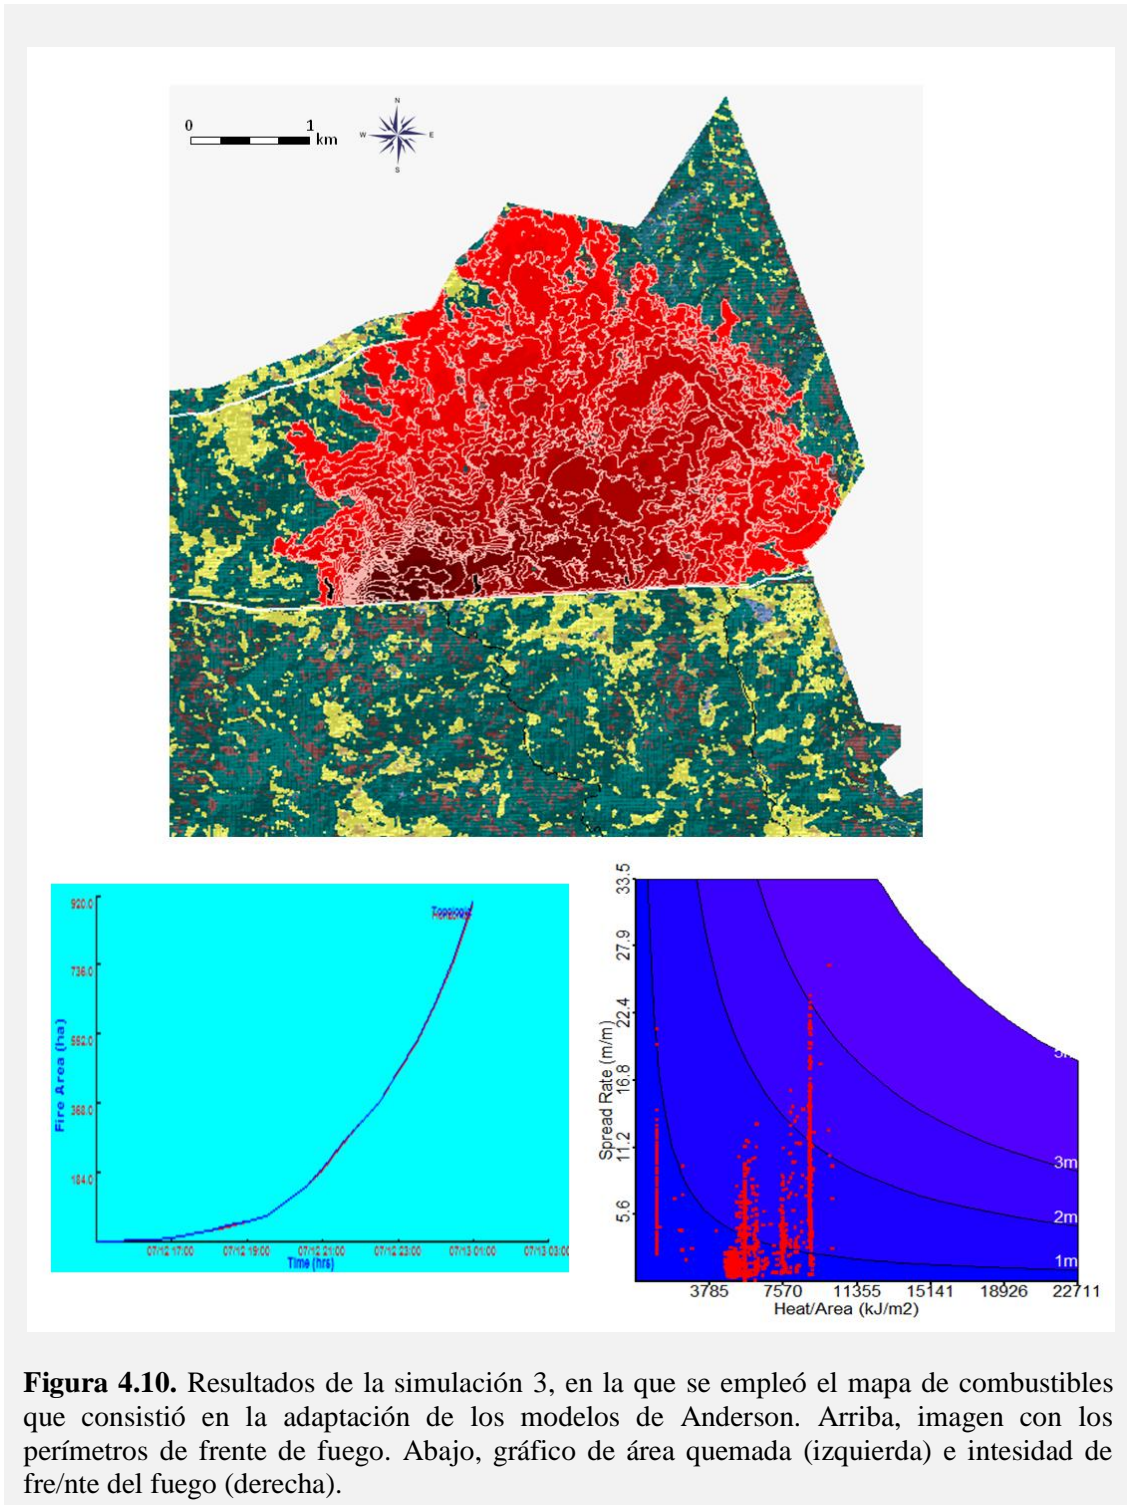 N
0 1
km
W E
S
920.0
736.0
552.0
368.0
184.0
Fire Area (ha)
07/12 17:00 07/12 19:00 07/12 21:00 07/12 23:00 07/13 01:00 07/13 03:00
Time (hrs)
33.5
27.9
22.4
16.8
11.2
5.6
Spread Rate (m/m)
3m
2m
1m
3785 7570 11355 15141 18926 22711
Heat/Area (kJ/m2)
Figura 4.10. Resultados de la simulación 3, en la que se empleó el mapa de combustibles
que consistió en la adaptación de los modelos de Anderson. Arriba, imagen con los
perímetros de frente de fuego. Abajo, gráfico de área quemada (izquierda) e intesidad de
fre/nte del fuego (derecha).